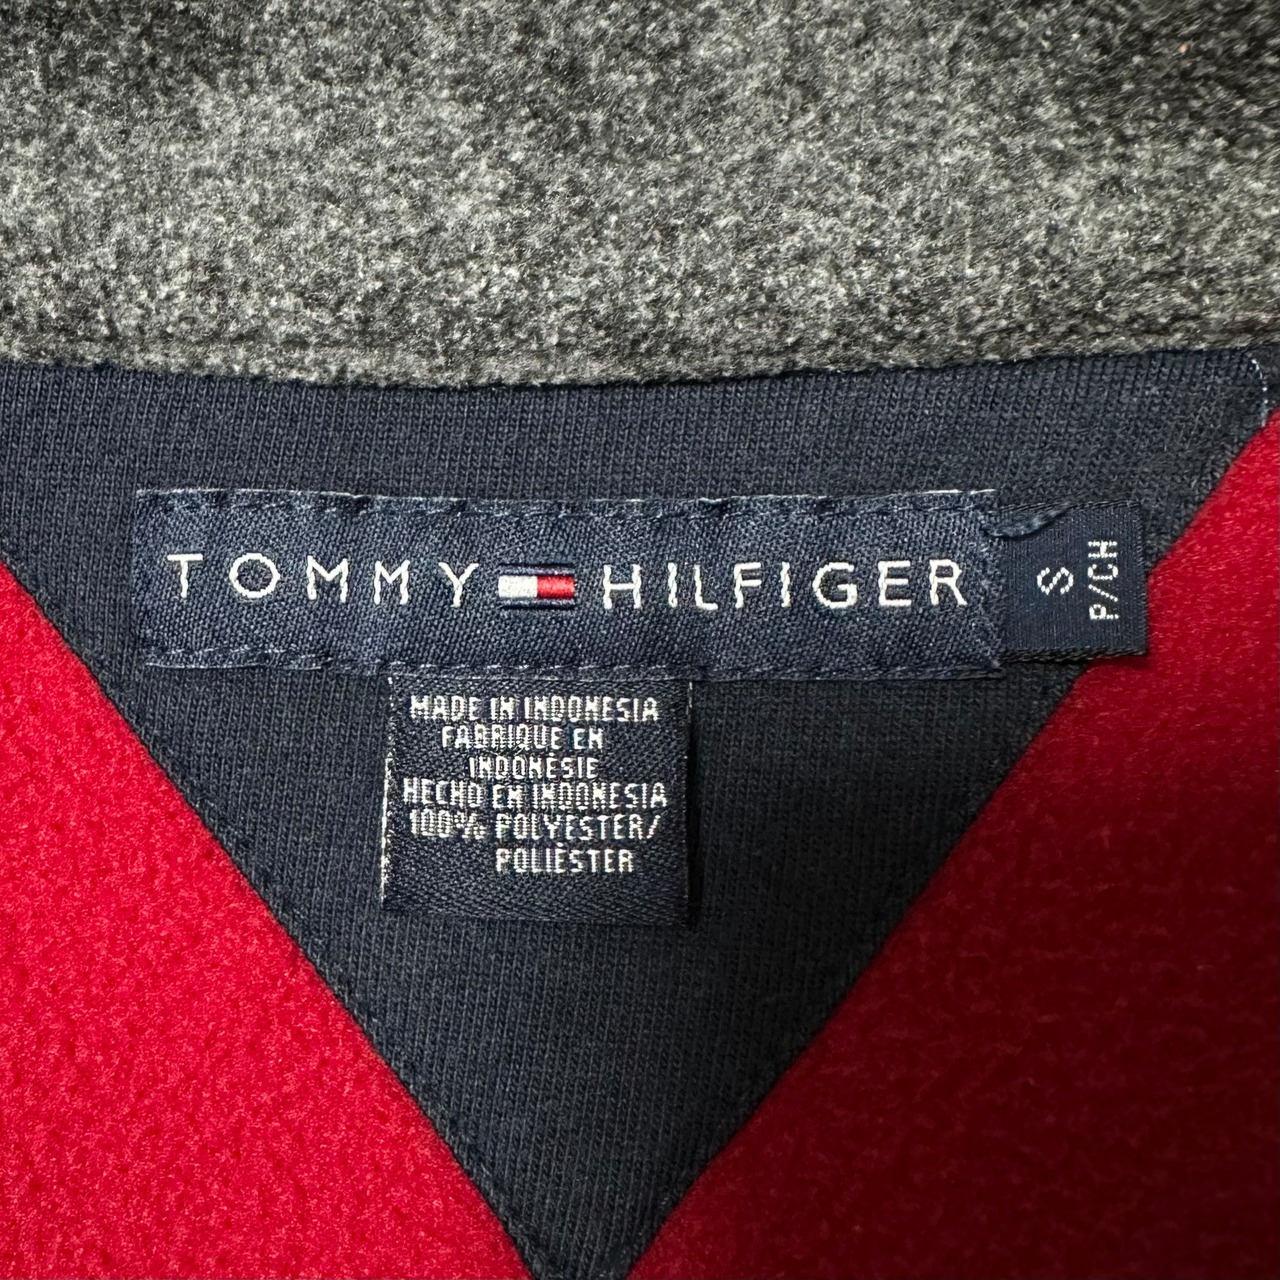 TOMMY HILFIGER
S
P/CH
MADE IN INDONESIA
FABRIQUE EN
INDONÉSIE
HECHO EN INDONESIA
100% POLYESTER/
POLIÉSTER